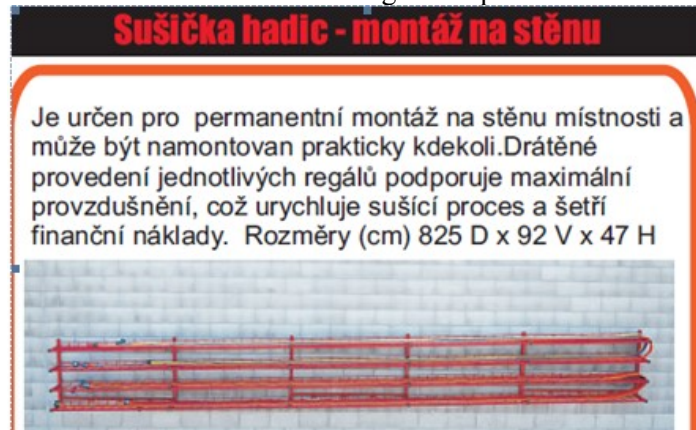 Sušička hadic - montáž na stěnu
Je určen pro permanentní montáž na stěnu místnosti a
může být namontovan prakticky kdekoli.Drátěné
provedení jednotlivých regálů podporuje maximální
provzdušnění, což urychluje sušící proces a šetří
finanční náklady. Rozměry (cm) 825 D x 92 V x 47 H